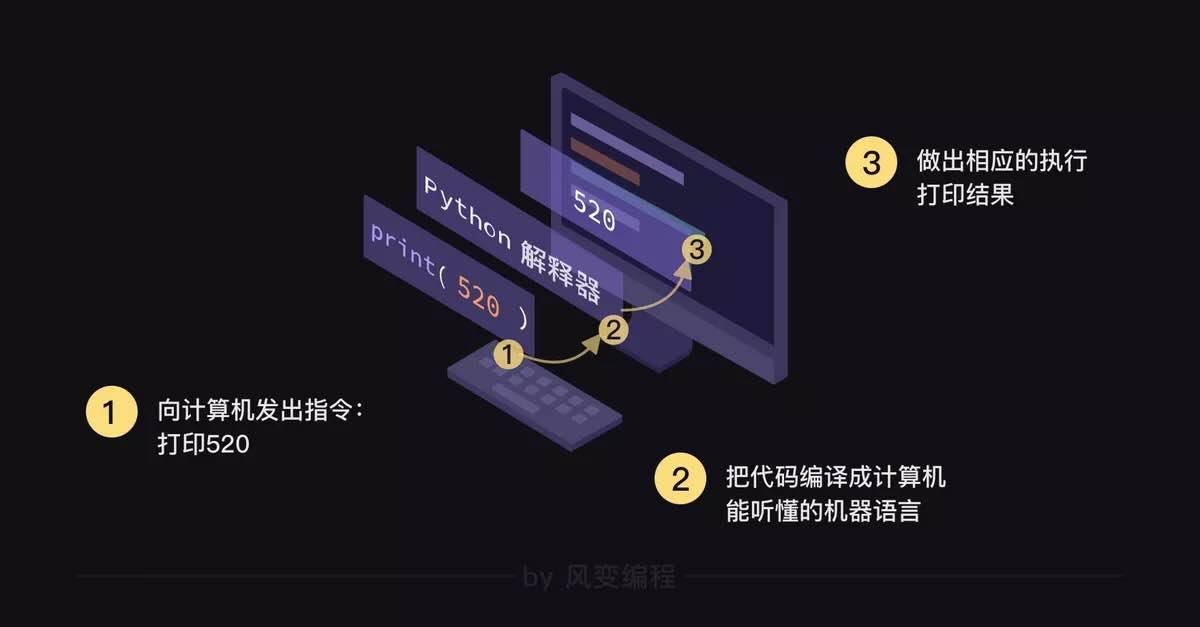 3
做出相应的执行
打印结果
520
Python 解释器
print( 520 )
3
2
1
1
向计算机发出指令：
打印520
2
把代码编译成计算机
能听懂的机器语言
by 风变编程